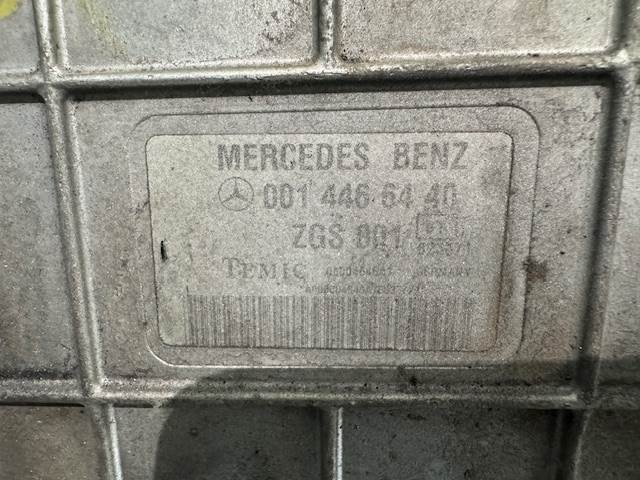 MERCEDES BENZ
001 446 64 40
ZGS 001
TEMIC GERMANY